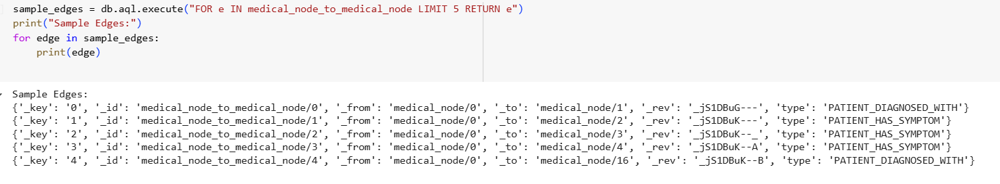 sample_edges = db.aql.execute("FOR e IN medical_node_to_medical_node LIMIT 5 RETURN e")
print("Sample Edges:")
for edge in sample_edges:
    print(edge)
Sample Edges:
{'_key': '0', '_id': 'medical_node_to_medical_node/0', '_from': 'medical_node/0', '_to': 'medical_node/1', '_rev': '_jS1DBuG---', 'type': 'PATIENT_DIAGNOSED_WITH'}
{'_key': '1', '_id': 'medical_node_to_medical_node/1', '_from': 'medical_node/0', '_to': 'medical_node/2', '_rev': '_jS1DBuK---', 'type': 'PATIENT_HAS_SYMPTOM'}
{'_key': '2', '_id': 'medical_node_to_medical_node/2', '_from': 'medical_node/0', '_to': 'medical_node/3', '_rev': '_jS1DBuK--_', 'type': 'PATIENT_HAS_SYMPTOM'}
{'_key': '3', '_id': 'medical_node_to_medical_node/3', '_from': 'medical_node/0', '_to': 'medical_node/4', '_rev': '_jS1DBuK--A', 'type': 'PATIENT_HAS_SYMPTOM'}
{'_key': '4', '_id': 'medical_node_to_medical_node/4', '_from': 'medical_node/0', '_to': 'medical_node/16', '_rev': '_jS1DBuK--B', 'type': 'PATIENT_DIAGNOSED_WITH'}